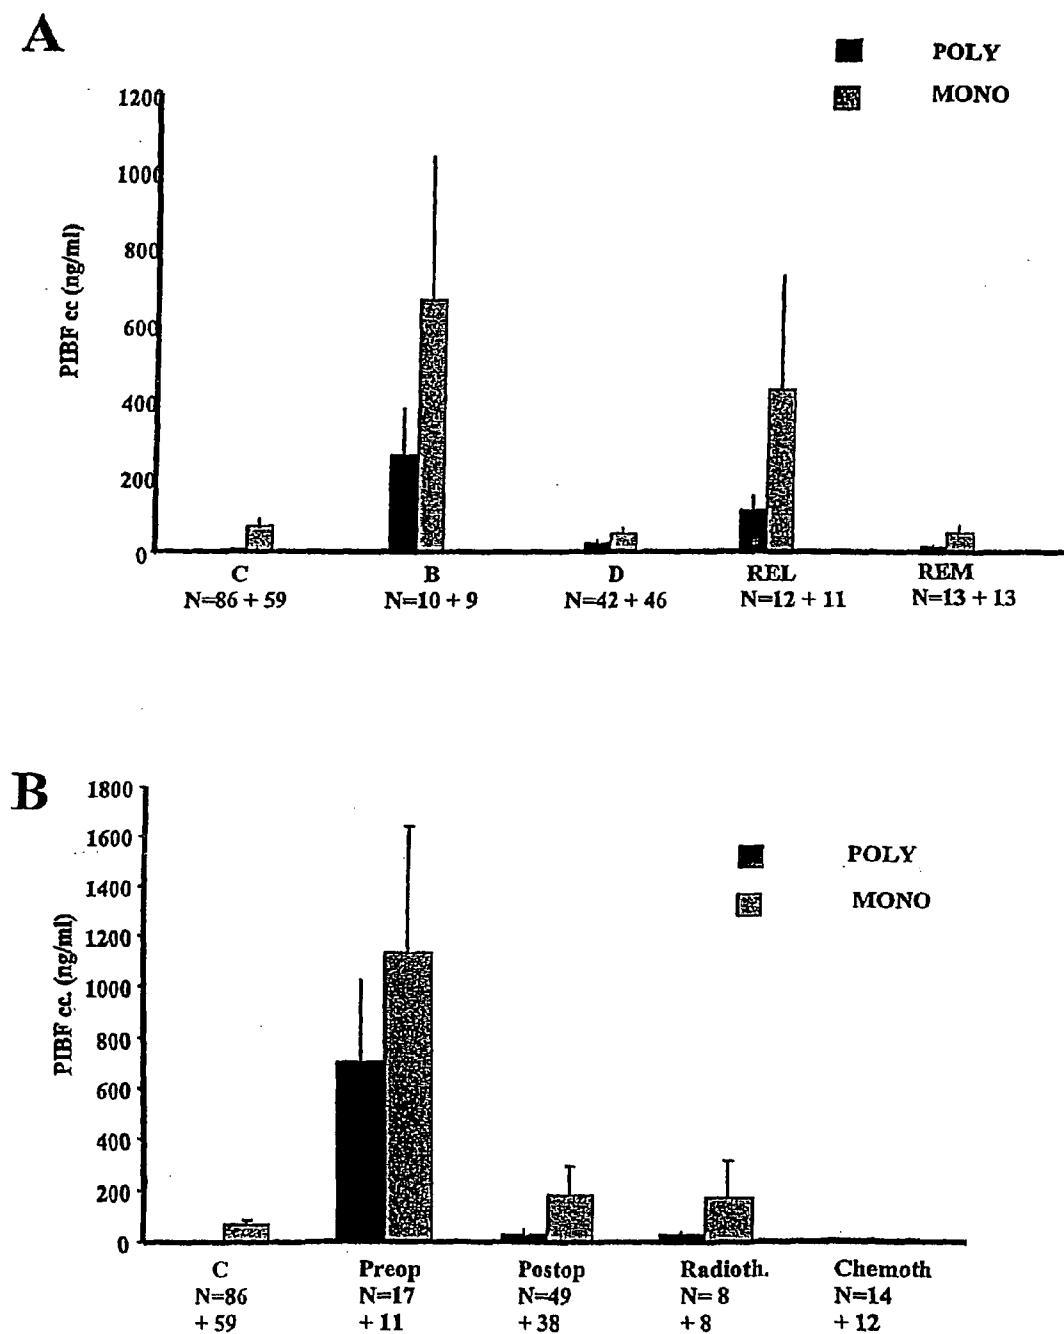 A
POLY
MONO
1200
1000
800
600
400
200
0
PIBF cc (ng/ml)
C
B
D
REL
REM
N=86 + 59
N=10 + 9
N=42 + 46
N=12 + 11
N=13 + 13
B
1800
1600
1400
1200
1000
800
600
400
200
0
PIBF cc. (ng/ml)
POLY
MONO
C
Preop
Postop
Radioth.
Chemoth
N=86
N=17
N=49
N= 8
N=14
+ 59
+ 11
+ 38
+ 8
+ 12